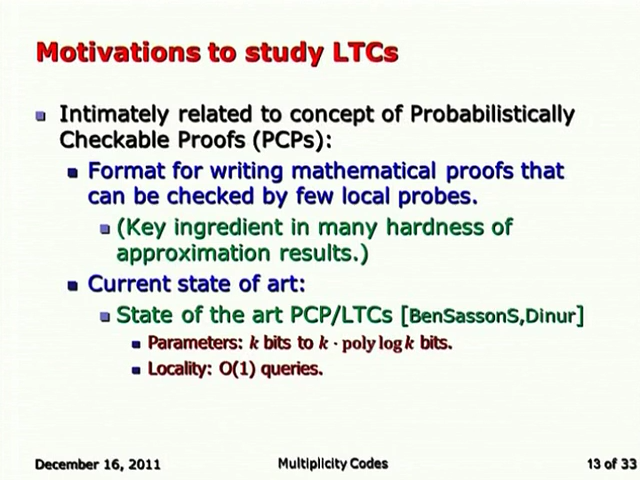 Motivations to study LTCs
Intimately related to concept of Probabilistically
Checkable Proofs (PCPs):
Format for writing mathematical proofs that
can be checked by few local probes.
(Key ingredient in many hardness of
approximation results.)
Current state of art:
State of the art PCP/LTCs [BenSassonS,Dinur]
Parameters: k bits to k · poly log k bits.
Locality: O(1) queries.
December 16, 2011
Multiplicity Codes
13 of 33